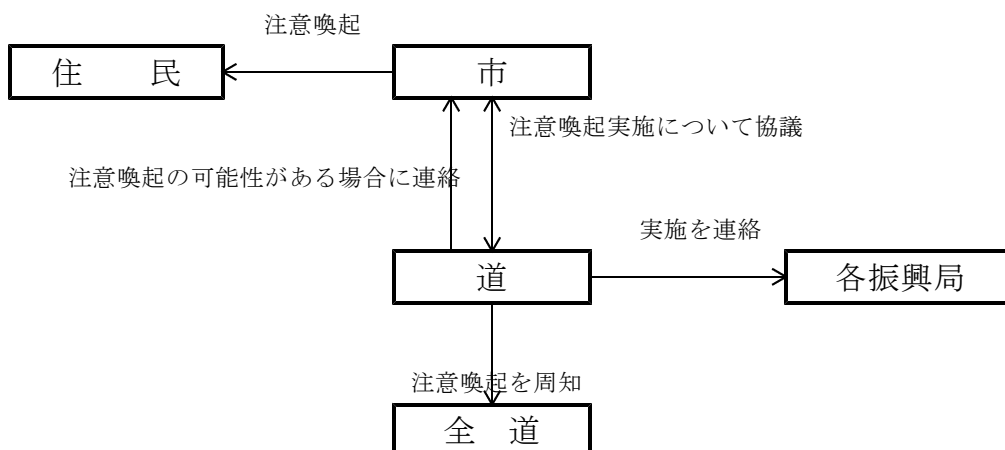 注意喚起
住　　民
市
注意喚起実施について協議
注意喚起の可能性がある場合に連絡
実施を連絡
道
各振興局
注意喚起を周知
全　道